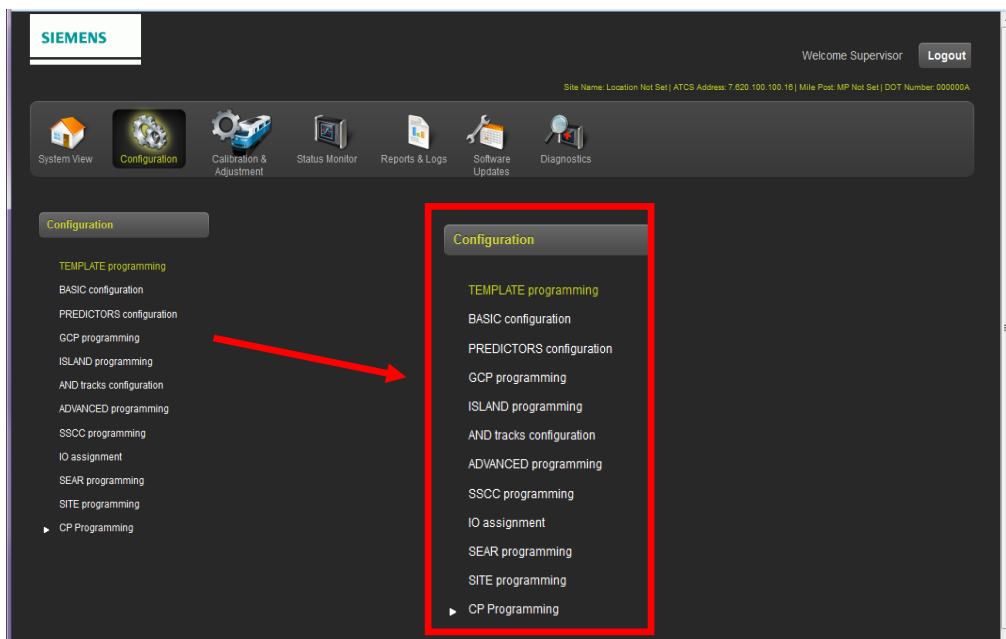 SIEMENS
Welcome Supervisor
Logout
Site Name: Location Not Set | ATCS Address: 7.620.100.100.16 | Mile Post: MP Not Set | DOT Number: 000000A
System View
Configuration
Calibration &
Adjustment
Status Monitor
Reports & Logs
Software
Updates
Diagnostics
Configuration
TEMPLATE programming
BASIC configuration
PREDICTORS configuration
GCP programming
ISLAND programming
AND tracks configuration
ADVANCED programming
SSCC programming
IO assignment
SEAR programming
SITE programming
CP Programming
Configuration
TEMPLATE programming
BASIC configuration
PREDICTORS configuration
GCP programming
ISLAND programming
AND tracks configuration
ADVANCED programming
SSCC programming
IO assignment
SEAR programming
SITE programming
CP Programming